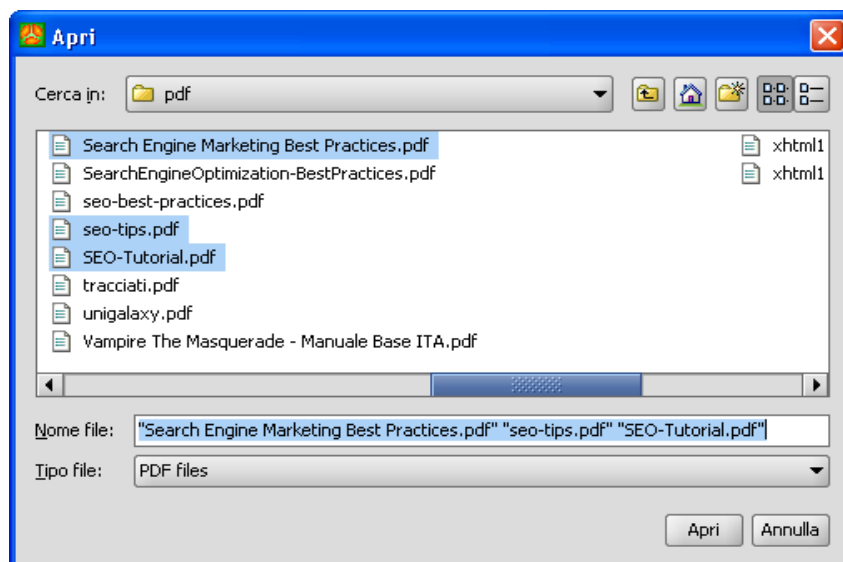 Apri
Cerca in: pdf
Search Engine Marketing Best Practices.pdf
SearchEngineOptimization-BestPractices.pdf
seo-best-practices.pdf
seo-tips.pdf
SEO-Tutorial.pdf
tracciati.pdf
unigalaxy.pdf
Vampire The Masquerade - Manuale Base ITA.pdf
xhtml1
xhtml1
Nome file: "Search Engine Marketing Best Practices.pdf" "seo-tips.pdf" "SEO-Tutorial.pdf"
Tipo file: PDF files
Apri Annulla